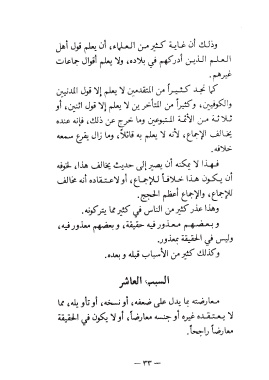 وذلك أن غاية كثير من العلماء، أن يعلم قول أهل
العلم الذين أدركهم في بلاده، ولا يعلم أقوال جماعات
غيرهم.
كما نجد كثيراً من المتقدمين لا يعلم إلا قول المدنيين
والكوفيين، وكثيراً من المتأخرين لا يعلم إلا قول اثنين، أو
ثلاثة من الأئمة المتبوعين وما خرج عن ذلك، فإنه عنده
يخالف الإجماع، لأنه لا يعلم به قائلاً، وما زال يقرع سمعه
خلافه.
فهذا لا يمكنه أن يصير إلى حديث يخالف هذا، لخوفه
أن يكون هذا خلافاً للإجماع، أو لاعتقاده أنه مخالف
للإجماع، والإجماع أعظم الحجج.
وهذا عذر كثير من الناس في كثير مما يتركونه.
وبعضهم معذور فيه حقيقة، وبعضهم معذور فيه،
وليس في الحقيقة بمعذور.
وكذلك كثير من الأسباب قبله وبعده.
السبب العاشر
معارضته بما يدل على ضعفه، أو نسخه، أو تأويله، مما
لا يعتقده غيره أو جنسه معارضاً، أو لا يكون في الحقيقة
معارضاً راجحاً.
— ٣٣ —